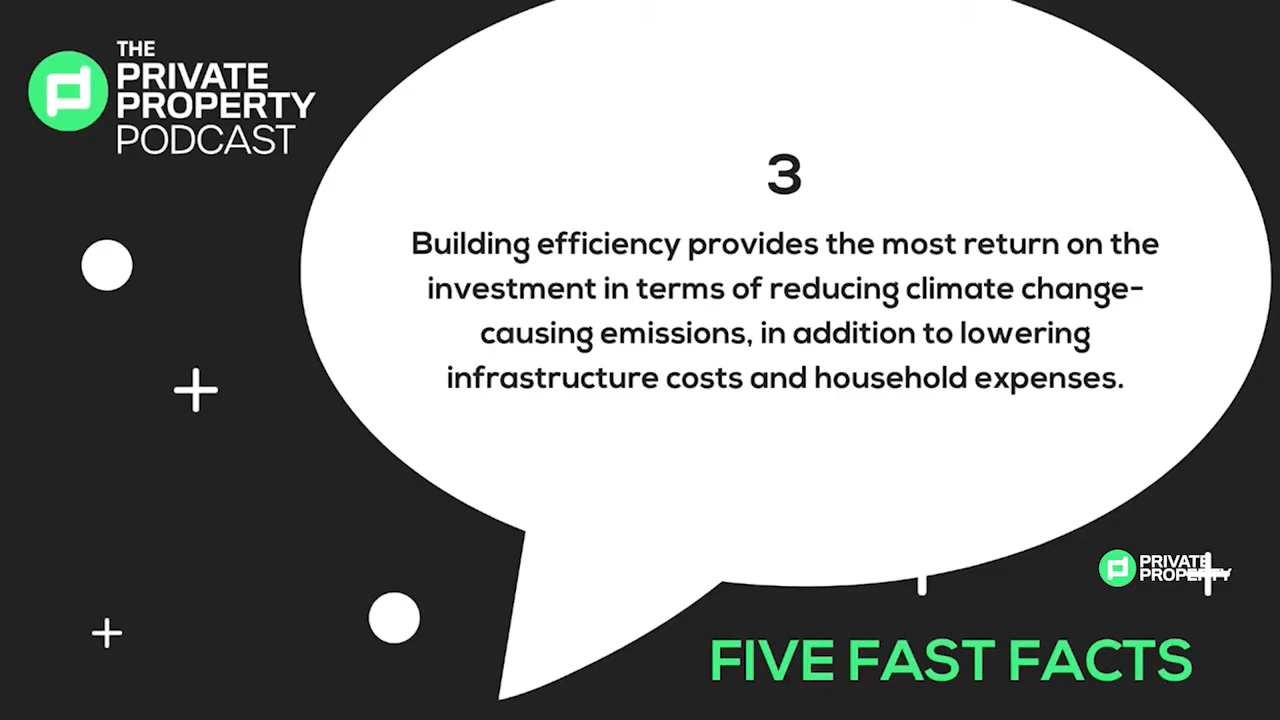 THE
PRIVATE
PROPERTY
PODCAST
3
Building efficiency provides the most return on the
investment in terms of reducing climate change-
causing emissions, in addition to lowering
infrastructure costs and household expenses.
PRIVATE
PROPERTY
FIVE FAST FACTS